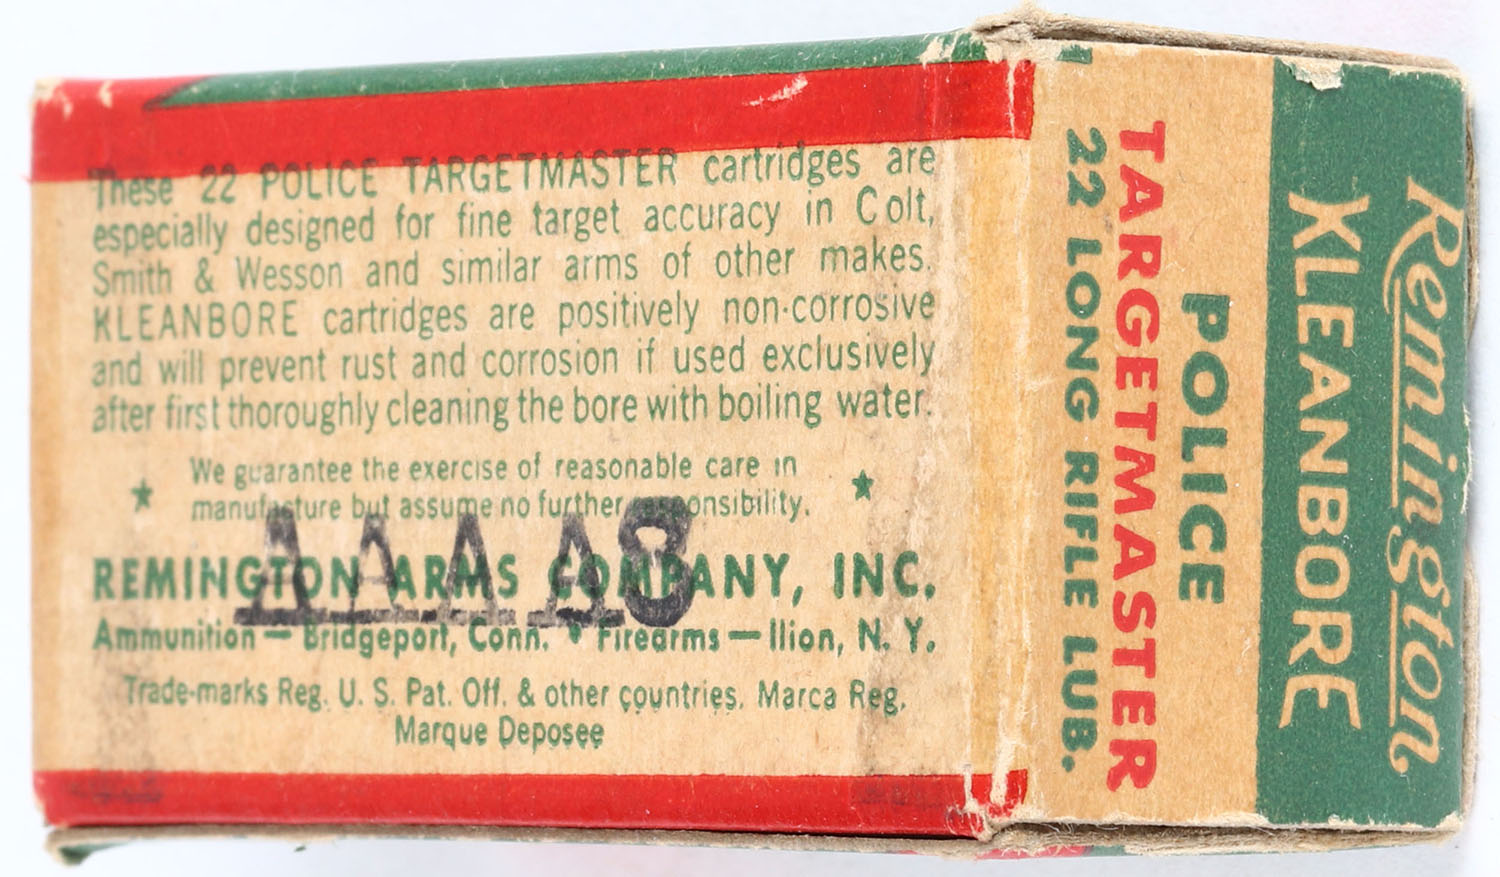 These 22 POLICE TARGETMASTER cartridges are
especially designed for fine target accuracy in Colt,
Smith & Wesson and similar arms of other makes.
KLEANBORE cartridges are positively non-corrosive
and will prevent rust and corrosion if used exclusively
after first thoroughly cleaning the bore with boiling water.
★ We guarantee the exercise of reasonable care in
manufacture but assume no further responsibility. ★
REMINGTON ARMS COMPANY, INC.
Ammunition — Bridgeport, Conn. • Firearms — Ilion, N. Y.
Trade-marks Reg. U. S. Pat. Off. & other countries. Marca Reg.
Marque Deposee
Remington
KLEANBORE
POLICE
TARGETMASTER
22 LONG RIFLE LUB.